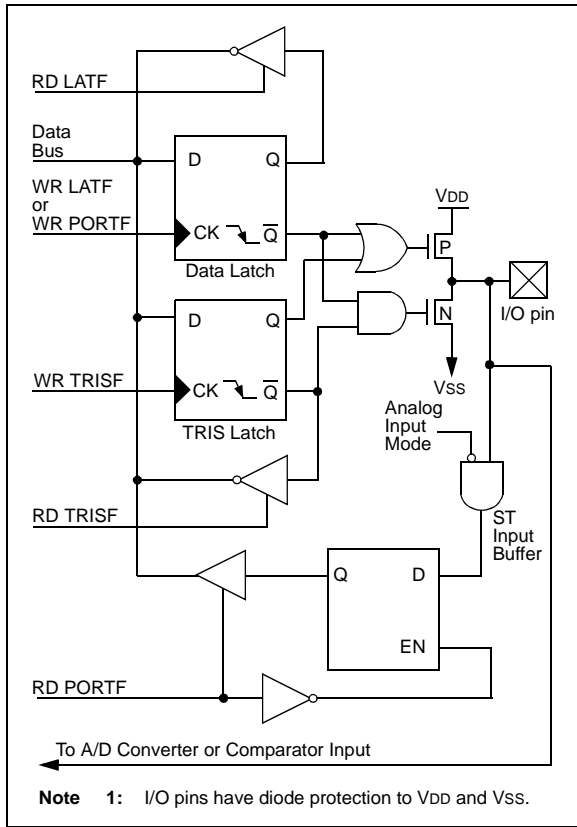 RD LATF
Data
Bus
WR LATF
or
WR PORTF
D Q
CK Q̅
Data Latch
VDD
P
N
I/O pin
VSS
D Q
WR TRISF
CK Q̅
TRIS Latch
Analog
Input
Mode
RD TRISF
ST
Input
Buffer
Q D
EN
RD PORTF
To A/D Converter or Comparator Input
Note 1: I/O pins have diode protection to VDD and VSS.